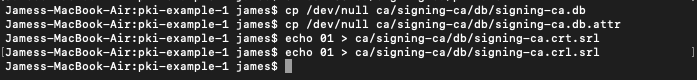 Jamess-MacBook-Air:pki-example-1 james$ cp /dev/null ca/signing-ca/db/signing-ca.db
Jamess-MacBook-Air:pki-example-1 james$ cp /dev/null ca/signing-ca/db/signing-ca.db.attr
Jamess-MacBook-Air:pki-example-1 james$ echo 01 > ca/signing-ca/db/signing-ca.crt.srl
[Jamess-MacBook-Air:pki-example-1 james$ echo 01 > ca/signing-ca/db/signing-ca.crl.srl ]
Jamess-MacBook-Air:pki-example-1 james$